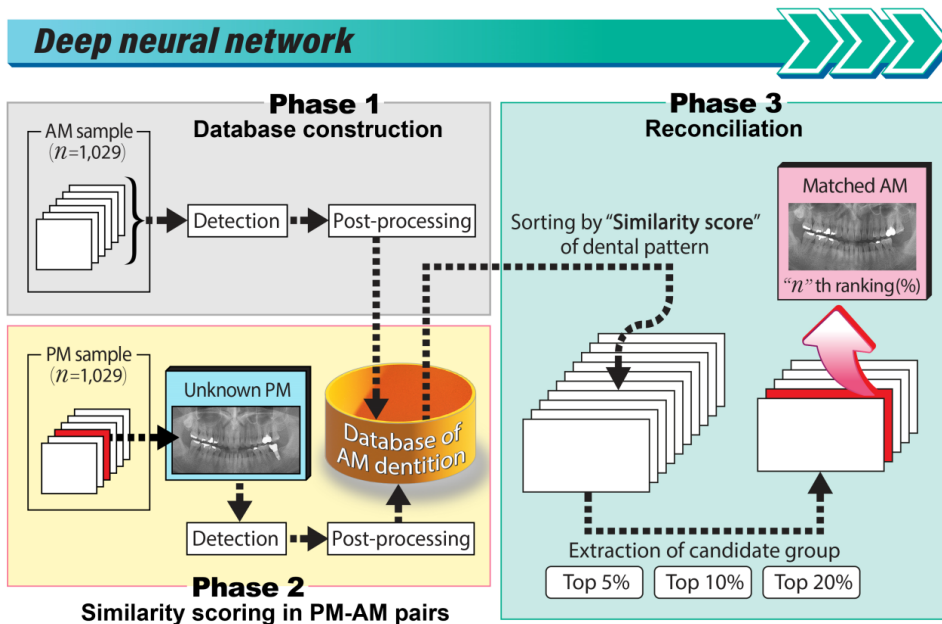 Deep neural network
Phase 1
Database construction
AM sample
(n=1,029)
Detection
Post-processing
PM sample
(n=1,029)
Unknown PM
Database of
AM dentition
Detection
Post-processing
Phase 2
Similarity scoring in PM-AM pairs
Phase 3
Reconciliation
Sorting by “Similarity score”
of dental pattern
Matched AM
“n”th ranking(%)
Extraction of candidate group
Top 5%
Top 10%
Top 20%